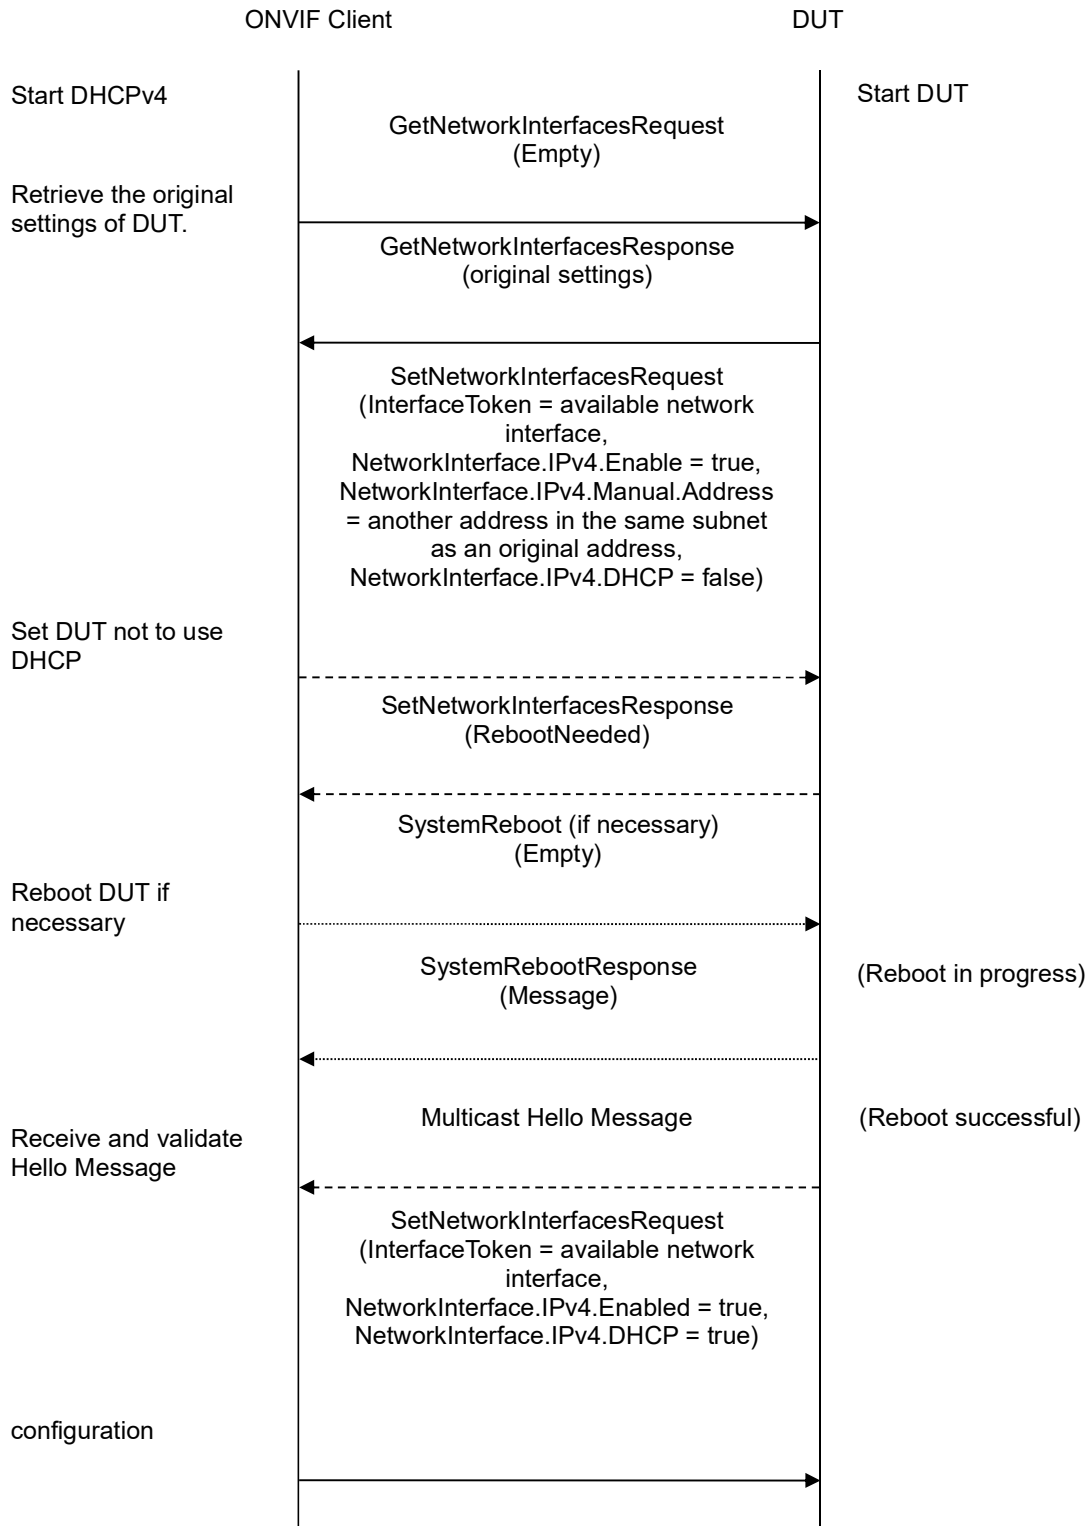 ONVIF Client
DUT
Start DHCPv4
Start DUT
GetNetworkInterfacesRequest
(Empty)
Retrieve the original
settings of DUT.
GetNetworkInterfacesResponse
(original settings)
SetNetworkInterfacesRequest
(InterfaceToken = available network
interface,
NetworkInterface.IPv4.Enable = true,
NetworkInterface.IPv4.Manual.Address
= another address in the same subnet
as an original address,
NetworkInterface.IPv4.DHCP = false)
Set DUT not to use
DHCP
SetNetworkInterfacesResponse
(RebootNeeded)
SystemReboot (if necessary)
(Empty)
Reboot DUT if
necessary
SystemRebootResponse
(Message)
(Reboot in progress)
Multicast Hello Message
(Reboot successful)
Receive and validate
Hello Message
SetNetworkInterfacesRequest
(InterfaceToken = available network
interface,
NetworkInterface.IPv4.Enabled = true,
NetworkInterface.IPv4.DHCP = true)
configuration